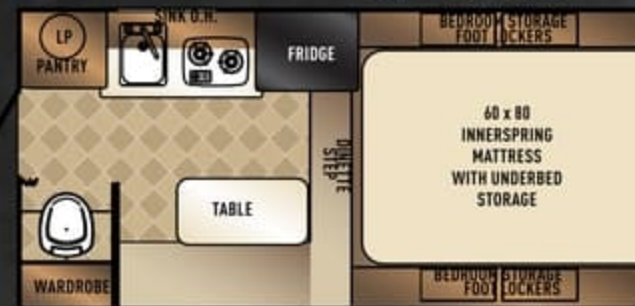 SINK O.H.
LP
PANTRY
FRIDGE
BEDROOM STORAGE
FOOT LOCKERS
60 x 80
INNERSPRING
MATTRESS
WITH UNDERBED
STORAGE
DINETTE
STEP
TABLE
WARDROBE
BEDROOM STORAGE
FOOT LOCKERS